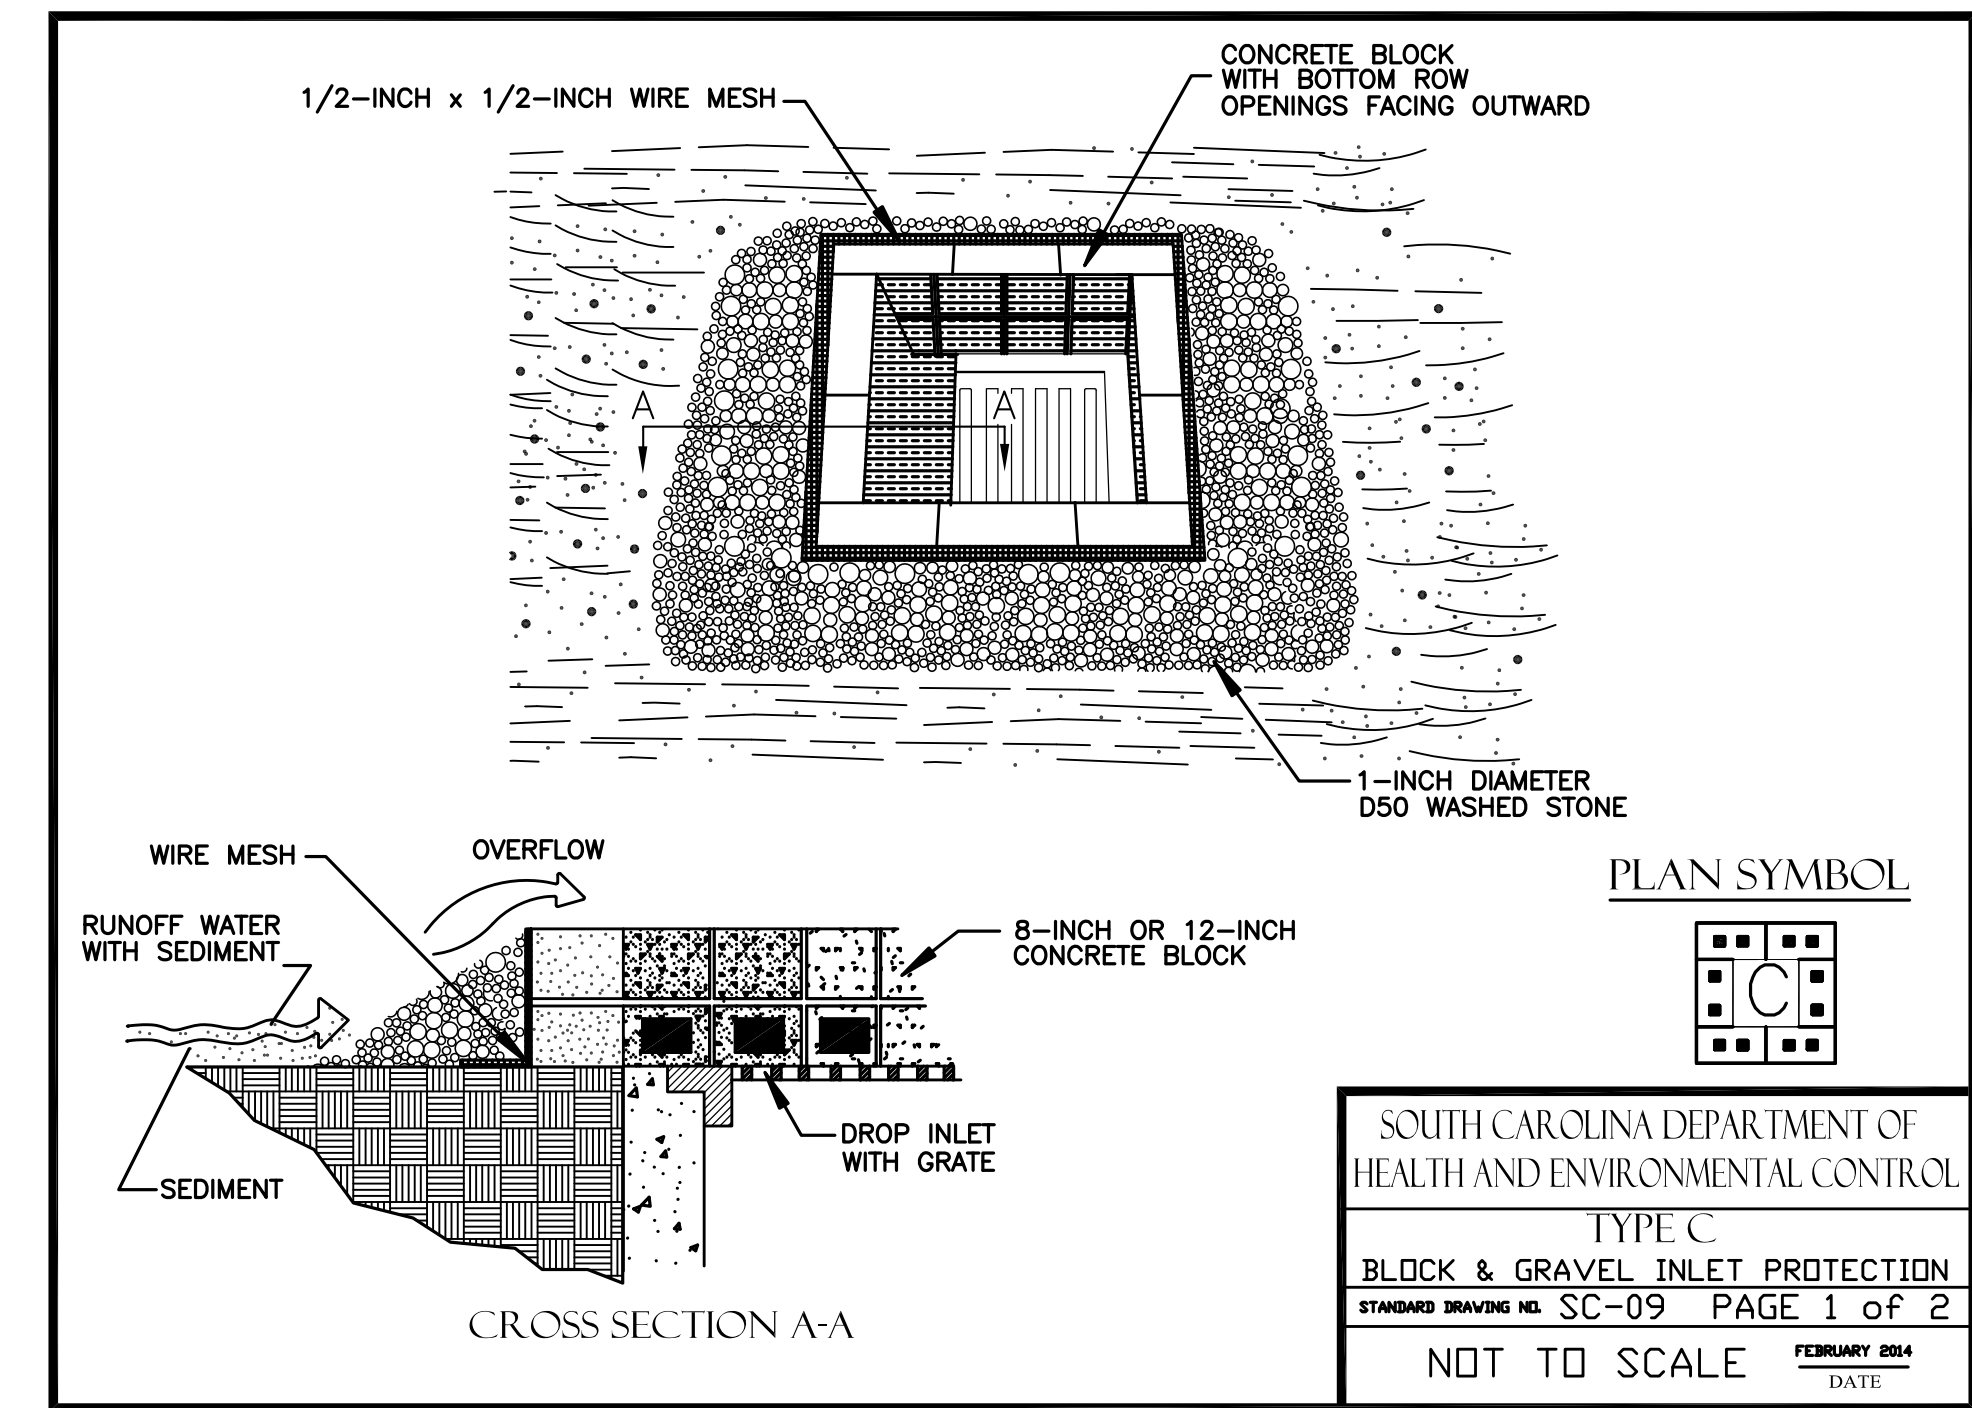 1/2-INCH x 1/2-INCH WIRE MESH
CONCRETE BLOCK
WITH BOTTOM ROW
OPENINGS FACING OUTWARD
A
A
1-INCH DIAMETER
D50 WASHED STONE
WIRE MESH
OVERFLOW
RUNOFF WATER
WITH SEDIMENT
8-INCH OR 12-INCH
CONCRETE BLOCK
DROP INLET
WITH GRATE
SEDIMENT
CROSS SECTION A-A
PLAN SYMBOL
C
SOUTH CAROLINA DEPARTMENT OF
HEALTH AND ENVIRONMENTAL CONTROL
TYPE C
BLOCK & GRAVEL INLET PROTECTION
STANDARD DRAWING NO. SC-09 PAGE 1 of 2
NOT TO SCALE
FEBRUARY 2014
DATE